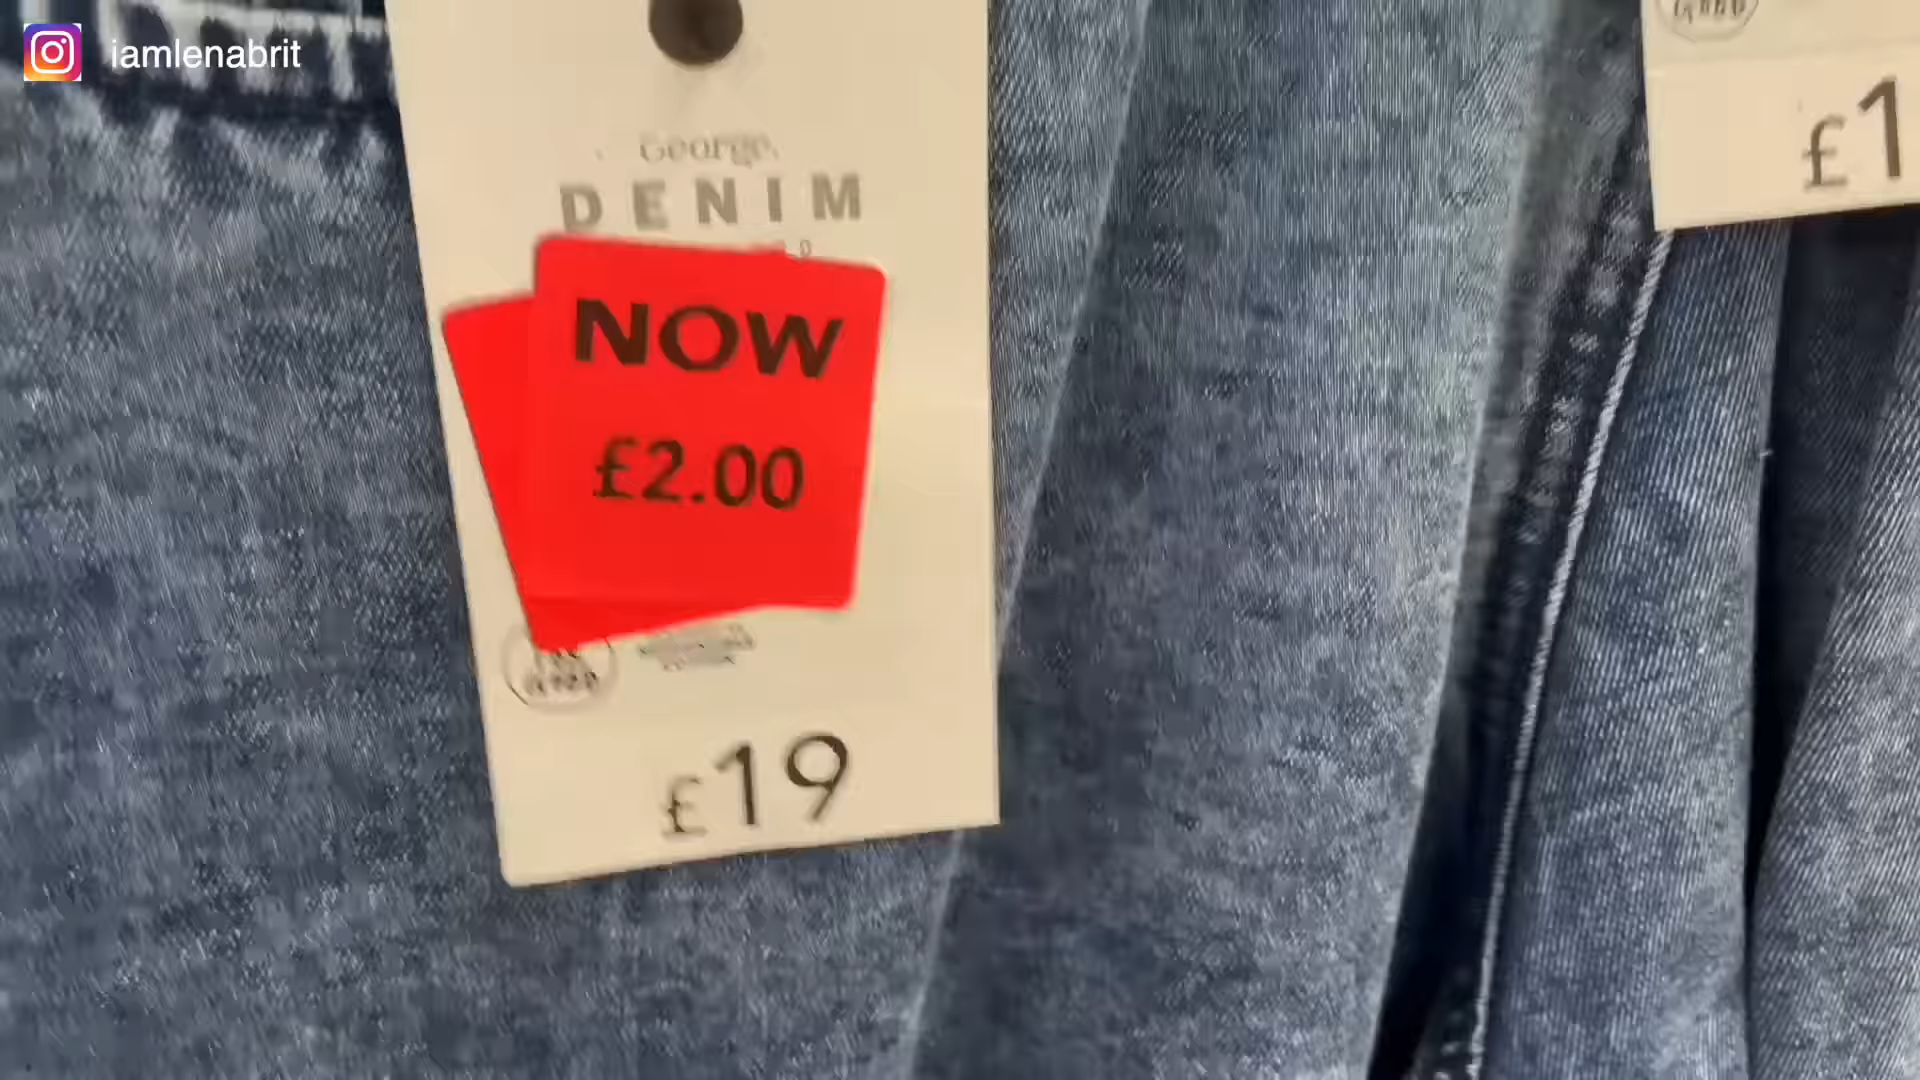 iamlenabrit
George.
DENIM
NOW
£2.00
£19
£1